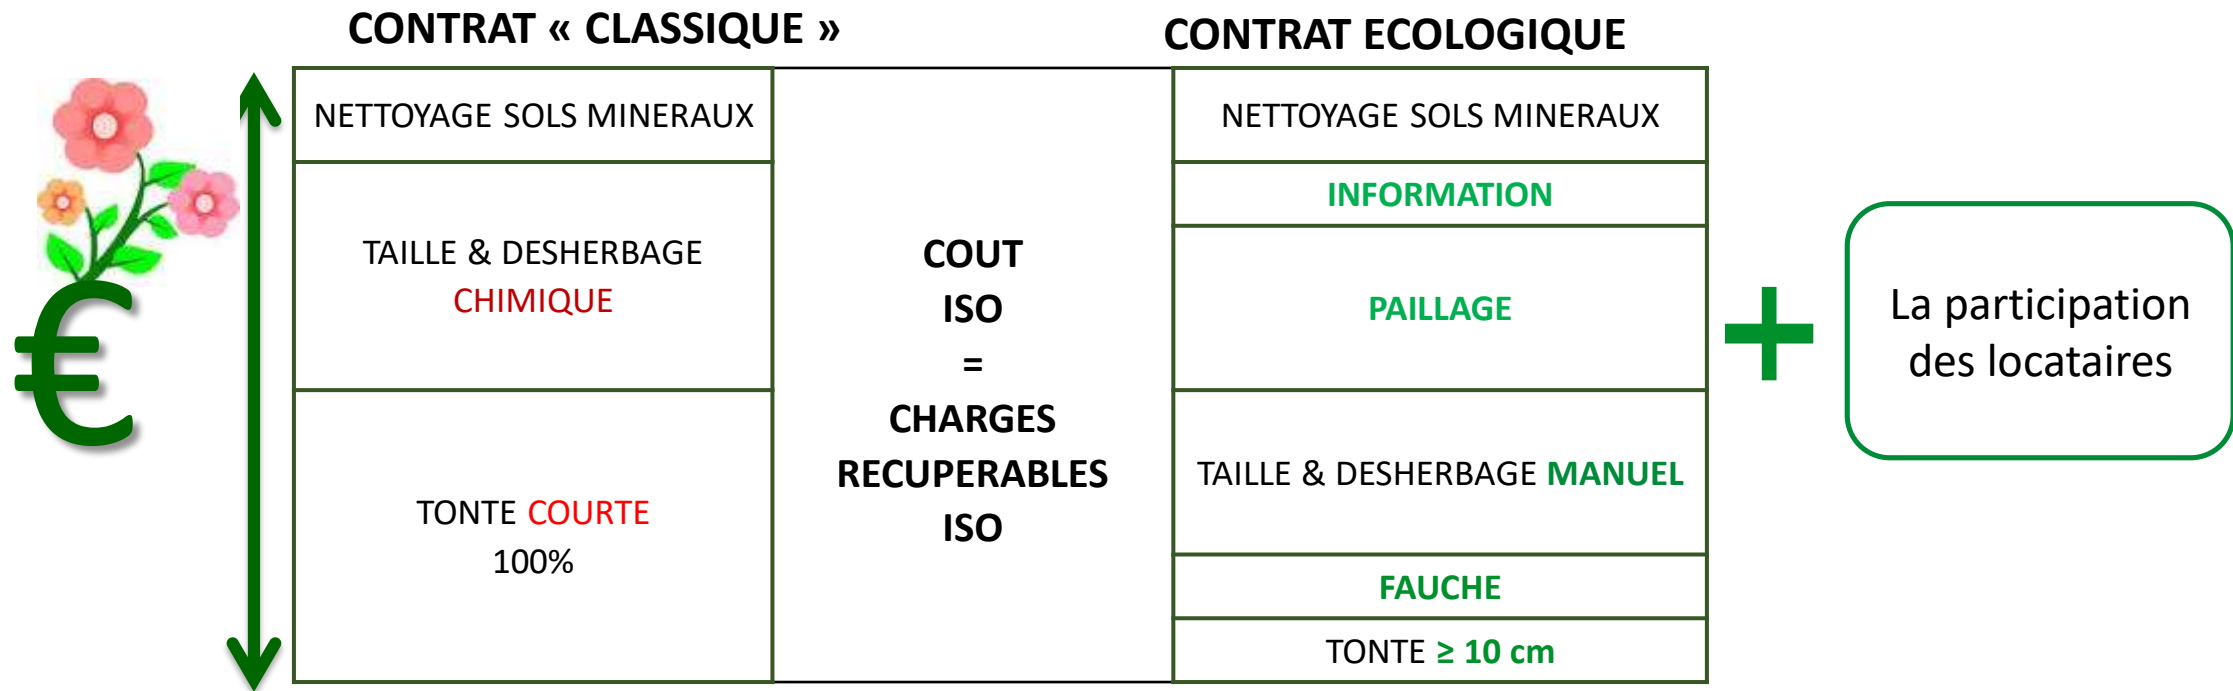 CONTRAT « CLASSIQUE »
CONTRAT ECOLOGIQUE
NETTOYAGE SOLS MINERAUX
TAILLE & DESHERBAGE
CHIMIQUE
TONTE COURTE
100%
COUT
ISO
=
CHARGES
RECUPERABLES
ISO
NETTOYAGE SOLS MINERAUX
INFORMATION
PAILLAGE
TAILLE & DESHERBAGE MANUEL
FAUCHE
TONTE ≥ 10 cm
+
La participation
des locataires
€